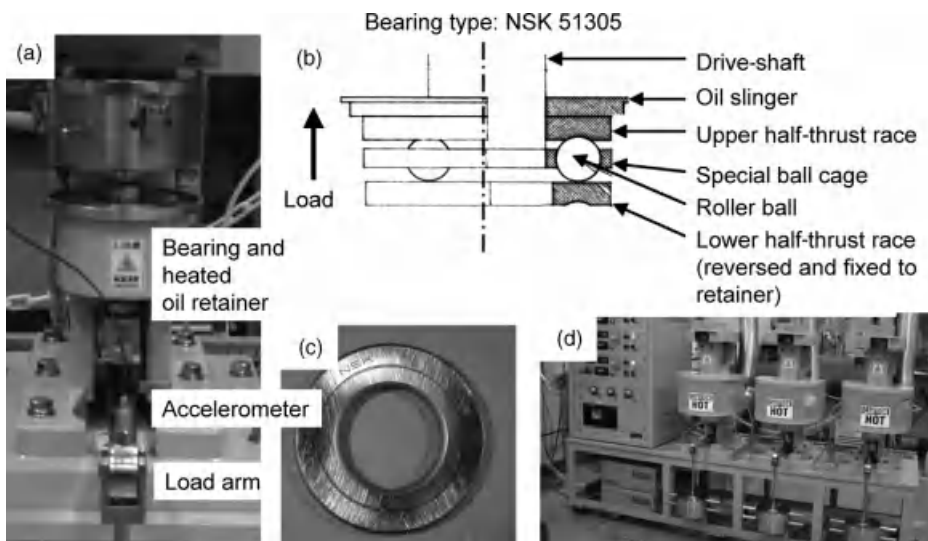 Bearing type: NSK 51305
(a)
(b)
Drive-shaft
Oil slinger
Upper half-thrust race
Special ball cage
Roller ball
Lower half-thrust race
(reversed and fixed to
retainer)
Load
Bearing and
heated
oil retainer
Accelerometer
Load arm
(c)
NSK
(d)
HOT
HOT
HOT